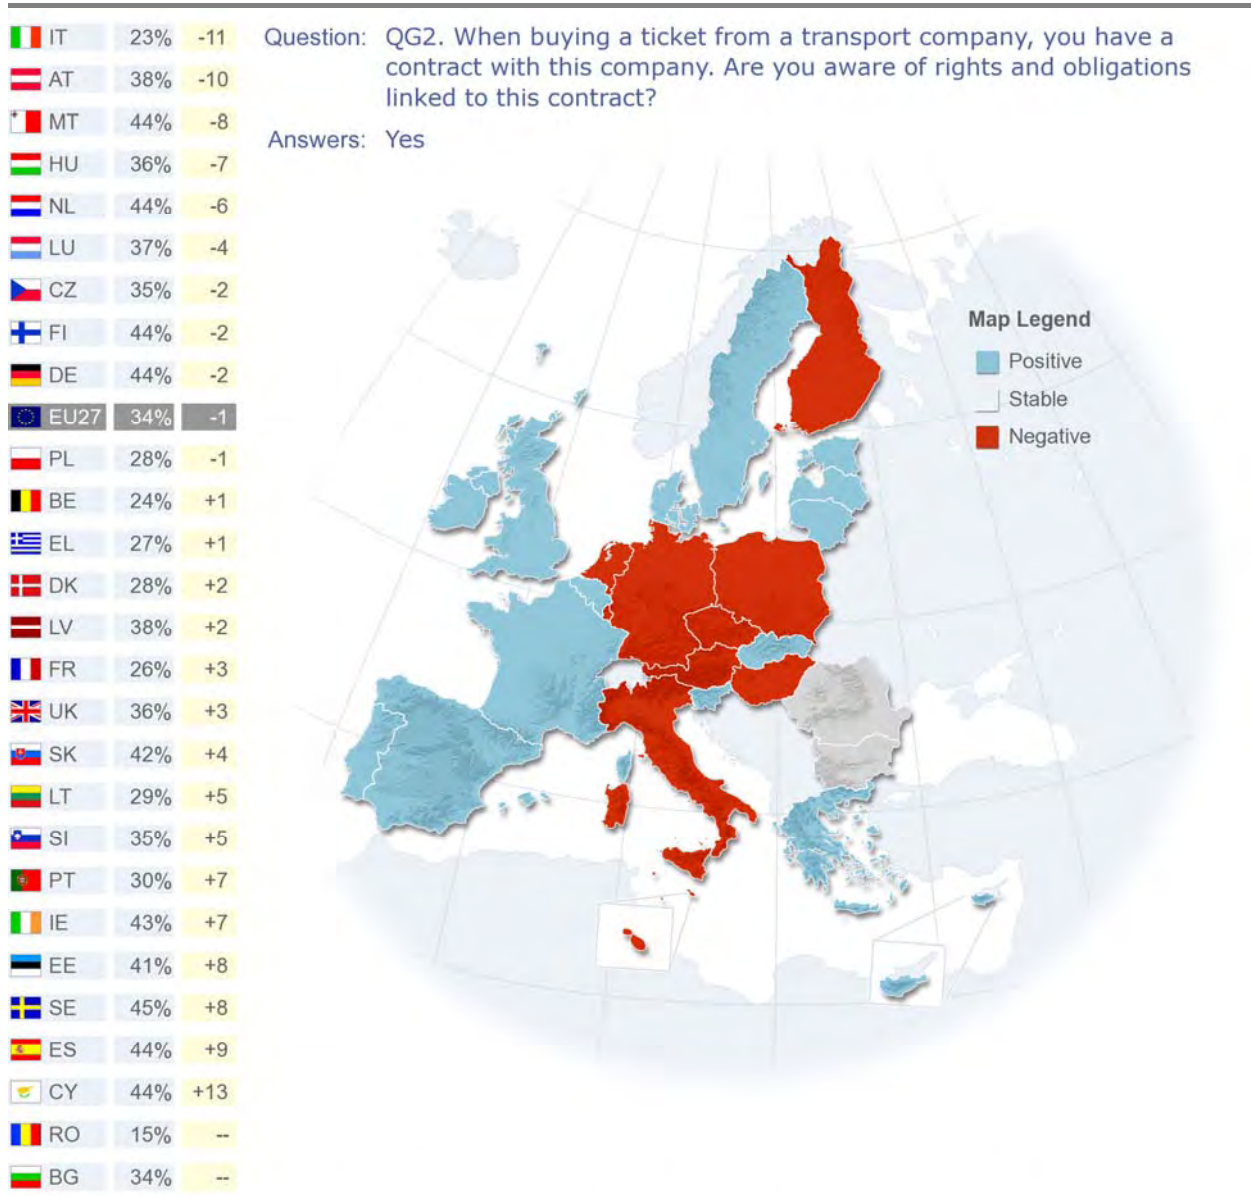 IT 23% -11
AT 38% -10
MT 44% -8
HU 36% -7
NL 44% -6
LU 37% -4
CZ 35% -2
FI 44% -2
DE 44% -2
EU27 34% -1
PL 28% -1
BE 24% +1
EL 27% +1
DK 28% +2
LV 38% +2
FR 26% +3
UK 36% +3
SK 42% +4
LT 29% +5
SI 35% +5
PT 30% +7
IE 43% +7
EE 41% +8
SE 45% +8
ES 44% +9
CY 44% +13
RO 15% --
BG 34% --
Question: QG2. When buying a ticket from a transport company, you have a
contract with this company. Are you aware of rights and obligations
linked to this contract?
Answers: Yes
Map Legend
Positive
Stable
Negative